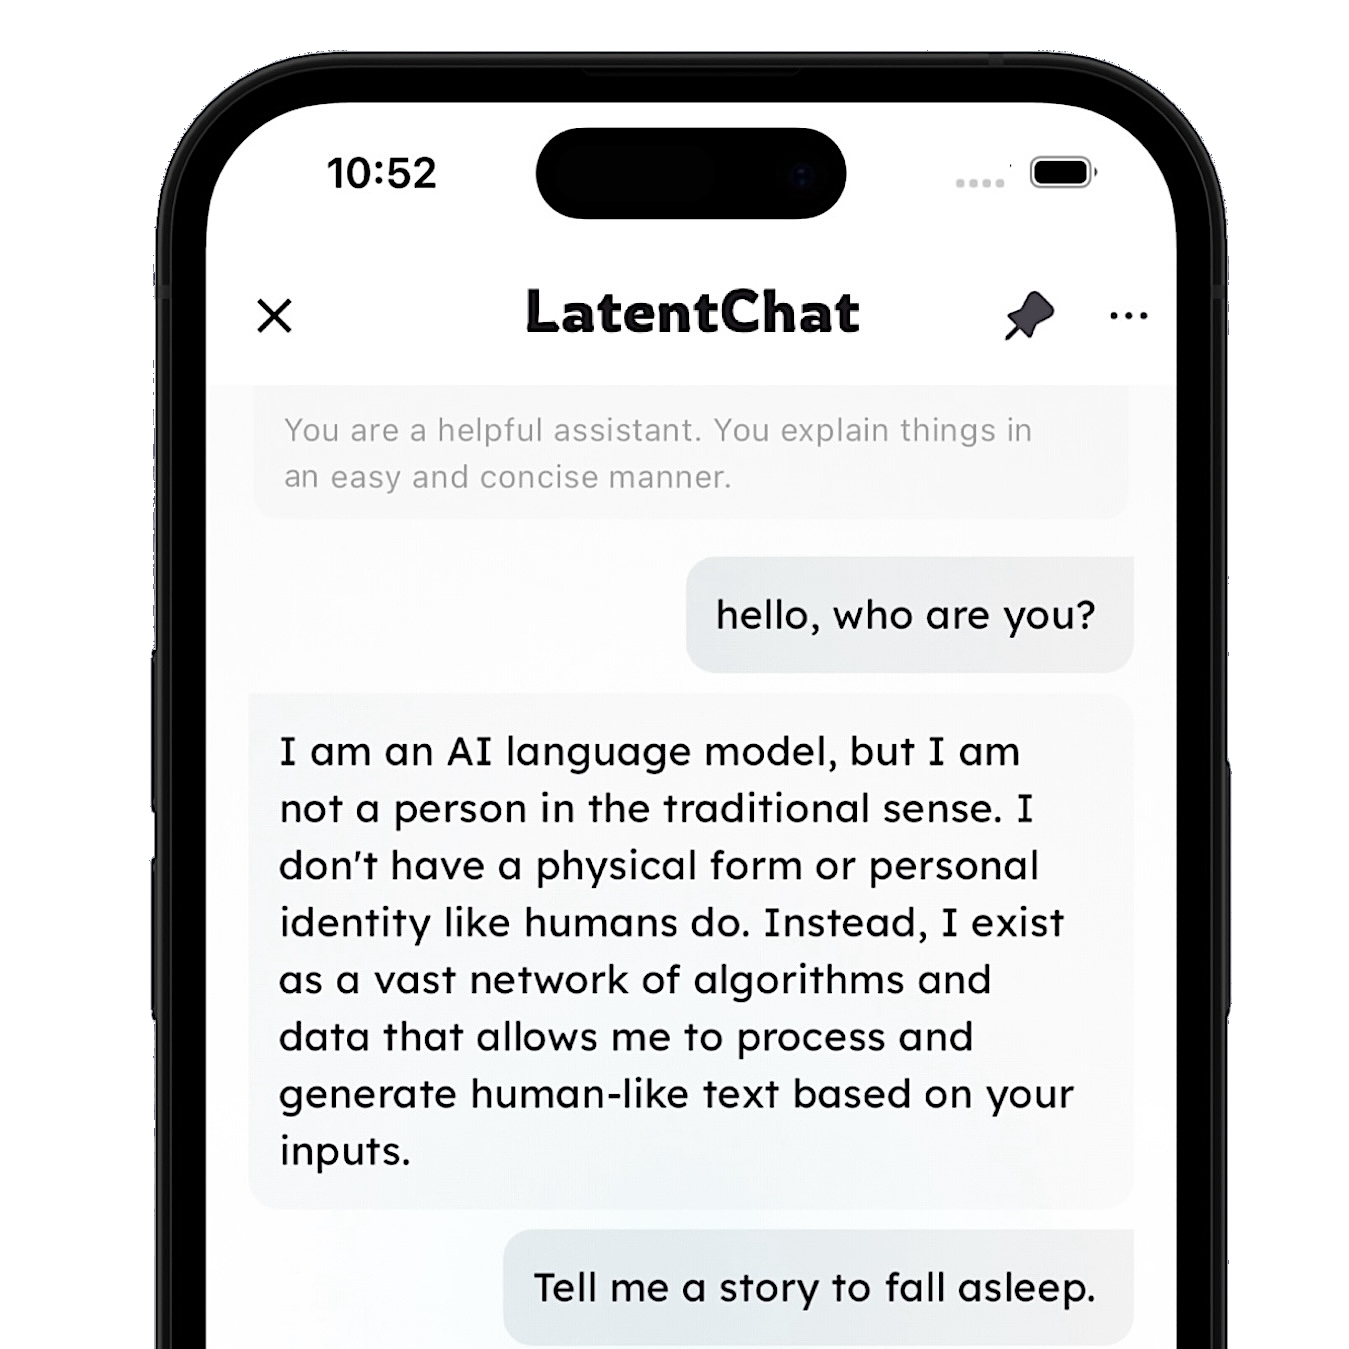 10:52
LatentChat
You are a helpful assistant. You explain things in
an easy and concise manner.
hello, who are you?
I am an AI language model, but I am
not a person in the traditional sense. I
don't have a physical form or personal
identity like humans do. Instead, I exist
as a vast network of algorithms and
data that allows me to process and
generate human-like text based on your
inputs.
Tell me a story to fall asleep.